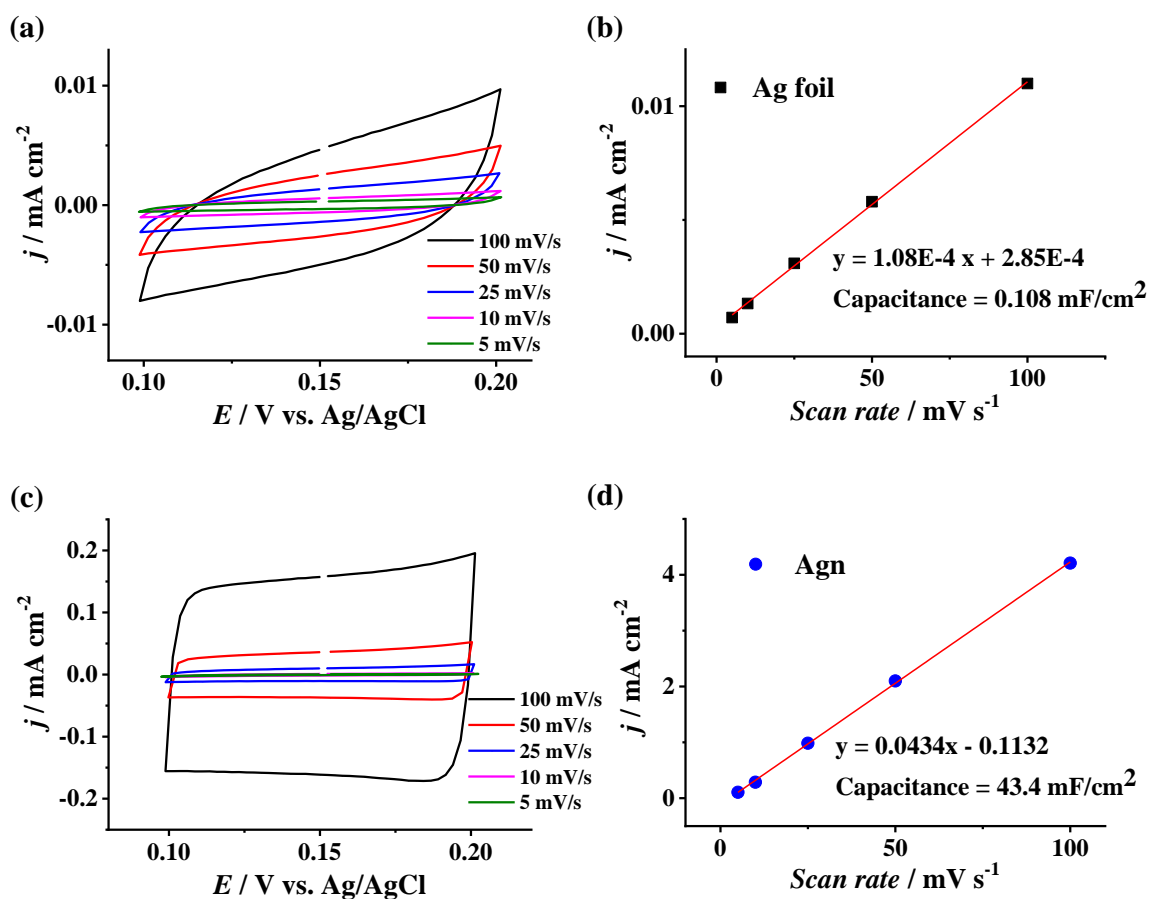 (a)
0.01
0.00
-0.01
j / mA cm-2
0.10
0.15
0.20
E / V vs. Ag/AgCl
100 mV/s
50 mV/s
25 mV/s
10 mV/s
5 mV/s
(b)
0.01
0.00
j / mA cm-2
Ag foil
y = 1.08E-4 x + 2.85E-4
Capacitance = 0.108 mF/cm2
0
50
100
Scan rate / mV s-1
(c)
0.2
0.1
0.0
-0.1
-0.2
j / mA cm-2
0.10
0.15
0.20
E / V vs. Ag/AgCl
100 mV/s
50 mV/s
25 mV/s
10 mV/s
5 mV/s
(d)
4
2
0
j / mA cm-2
Agn
y = 0.0434x - 0.1132
Capacitance = 43.4 mF/cm2
0
50
100
Scan rate / mV s-1